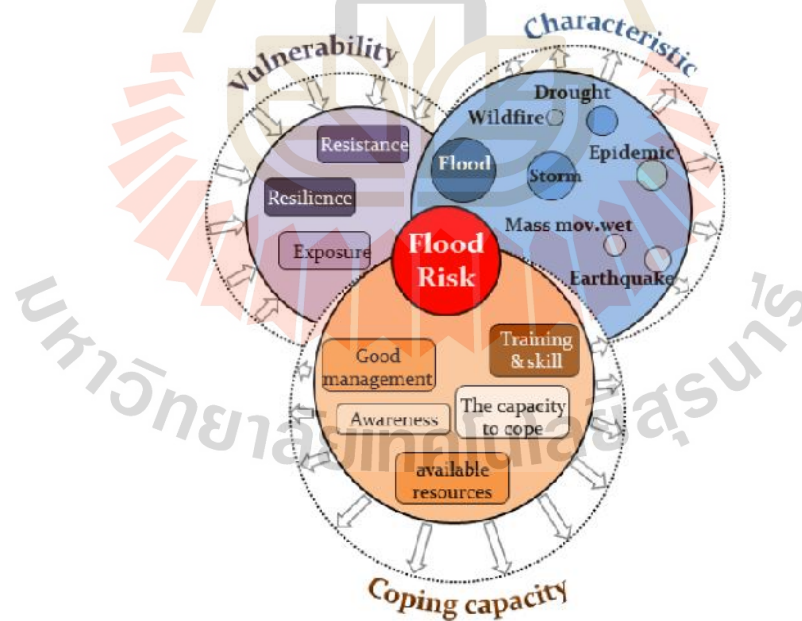 Vulnerability
Characteristic
Drought
Wildfire
Resistance
Flood
Epidemic
Storm
Resilience
Mass mov.wet
Exposure
Flood
Risk
Earthquake
Training
& skill
Good
management
The capacity
to cope
Awareness
available
resources
Coping capacity